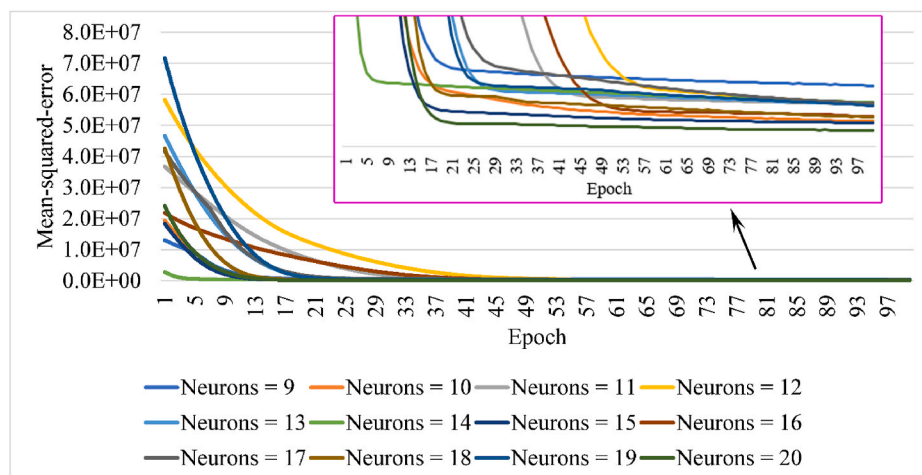 8.0E+07
7.0E+07
6.0E+07
5.0E+07
4.0E+07
3.0E+07
2.0E+07
1.0E+07
0.0E+00
Mean-squared-error
1 5 9 13 17 21 25 29 33 35 41 45 49 53 57 61 65 69 73 77 81 85 89 93 97
Epoch
1 5 9 13 17 21 25 29 33 37 41 45 49 53 57 61 65 69 73 77 81 85 89 93 97
Epoch
Neurons = 9 Neurons = 10 Neurons = 11 Neurons = 12
Neurons = 13 Neurons = 14 Neurons = 15 Neurons = 16
Neurons = 17 Neurons = 18 Neurons = 19 Neurons = 20